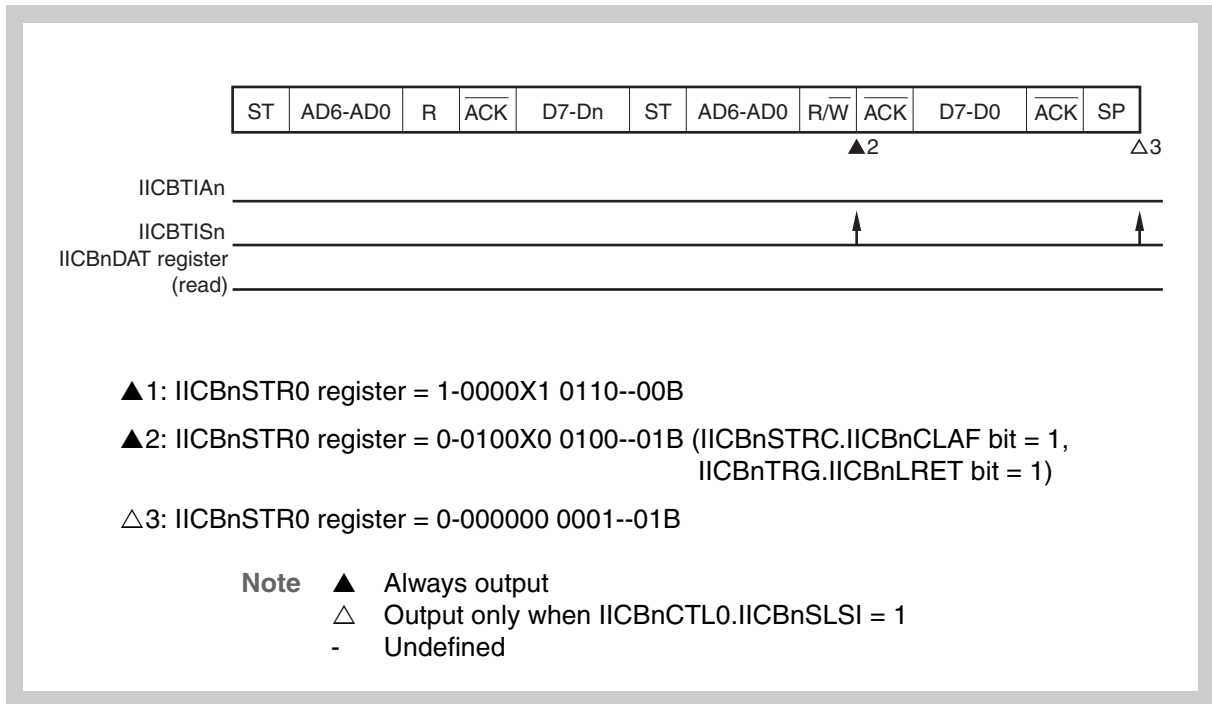 ST AD6-AD0 R ACK D7-Dn ST AD6-AD0 R/W ACK D7-D0 ACK SP
▲2 △3
IICBTIAn
IICBTISn
IICBnDAT register
(read)
▲1: IICBnSTR0 register = 1-0000X1 0110--00B
▲2: IICBnSTR0 register = 0-0100X0 0100--01B (IICBnSTRC.IICBnCLAF bit = 1,
IICBnTRG.IICBnLRET bit = 1)
△3: IICBnSTR0 register = 0-000000 0001--01B
Note ▲ Always output
△ Output only when IICBnCTL0.IICBnSLSI = 1
- Undefined